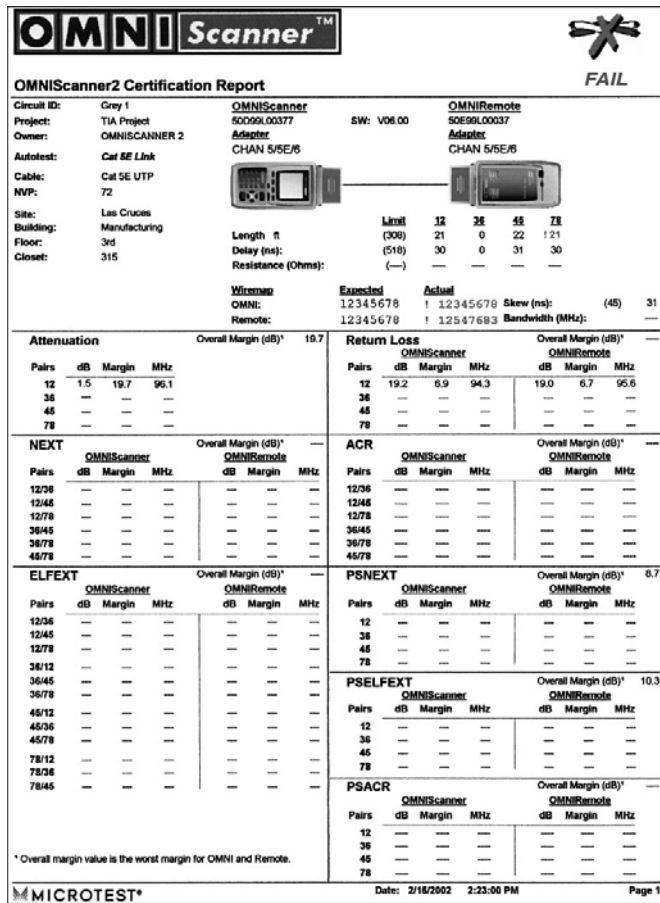 OMNI Scanner™
FAIL
OMNIScanner2 Certification Report
Circuit ID: Grey 1
Project: TIA Project
Owner: OMNISCANNER 2
Autotest: Cat 5E Link
Cable: Cat 5E UTP
NVP: 72
Site: Las Cruces
Building: Manufacturing
Floor: 3rd
Closet: 315
OMNIScanner OMNIRemote
50D99L00377 SW: V06.00 50E99L00037
Adapter Adapter
CHAN 5/5E/6 CHAN 5/5E/6
Limit 12 36 45 78
Length ft (308) 21 0 22 !21
Delay (ns): (518) 30 0 31 30
Resistance (Ohms): (---) --- --- --- ---
Wiremap Expected Actual
OMNI: 12345678 ! 12345678 Skew (ns): (45) 31
Remote: 12345678 ! 12547683 Bandwidth (MHz): ---
Attenuation Overall Margin (dB)¹ 19.7
Pairs dB Margin MHz
12 1.5 19.7 96.1
36 --- --- ---
45 --- --- ---
78 --- --- ---
Return Loss Overall Margin (dB)¹ ---
OMNIScanner OMNIRemote
Pairs dB Margin MHz dB Margin MHz
12 19.2 6.9 94.3 19.0 6.7 95.6
36 --- --- --- --- --- ---
45 --- --- --- --- --- ---
78 --- --- --- --- --- ---
NEXT Overall Margin (dB)¹ ---
OMNIScanner OMNIRemote
Pairs dB Margin MHz dB Margin MHz
12/36 --- --- --- --- --- ---
12/45 --- --- --- --- --- ---
12/78 --- --- --- --- --- ---
36/45 --- --- --- --- --- ---
36/78 --- --- --- --- --- ---
45/78 --- --- --- --- --- ---
ACR Overall Margin (dB)¹ ---
OMNIScanner OMNIRemote
Pairs dB Margin MHz dB Margin MHz
12/36 --- --- --- --- --- ---
12/45 --- --- --- --- --- ---
12/78 --- --- --- --- --- ---
36/45 --- --- --- --- --- ---
36/78 --- --- --- --- --- ---
45/78 --- --- --- --- --- ---
ELFEXT Overall Margin (dB)¹ ---
OMNIScanner OMNIRemote
Pairs dB Margin MHz dB Margin MHz
12/36 --- --- --- --- --- ---
12/45 --- --- --- --- --- ---
12/78 --- --- --- --- --- ---
36/12 --- --- --- --- --- ---
36/45 --- --- --- --- --- ---
36/78 --- --- --- --- --- ---
45/12 --- --- --- --- --- ---
45/36 --- --- --- --- --- ---
45/78 --- --- --- --- --- ---
78/12 --- --- --- --- --- ---
78/36 --- --- --- --- --- ---
78/45 --- --- --- --- --- ---
PSNEXT Overall Margin (dB)¹ 8.7
OMNIScanner OMNIRemote
Pairs dB Margin MHz dB Margin MHz
12 --- --- --- --- --- ---
36 --- --- --- --- --- ---
45 --- --- --- --- --- ---
78 --- --- --- --- --- ---
PSELFEXT Overall Margin (dB)¹ 10.3
OMNIScanner OMNIRemote
Pairs dB Margin MHz dB Margin MHz
12 --- --- --- --- --- ---
36 --- --- --- --- --- ---
45 --- --- --- --- --- ---
78 --- --- --- --- --- ---
PSACR Overall Margin (dB)¹ ---
OMNIScanner OMNIRemote
Pairs dB Margin MHz dB Margin MHz
12 --- --- --- --- --- ---
36 --- --- --- --- --- ---
45 --- --- --- --- --- ---
78 --- --- --- --- --- ---
¹ Overall margin value is the worst margin for OMNI and Remote.
MICROTEST® Date: 2/15/2002 2:23:00 PM Page 1